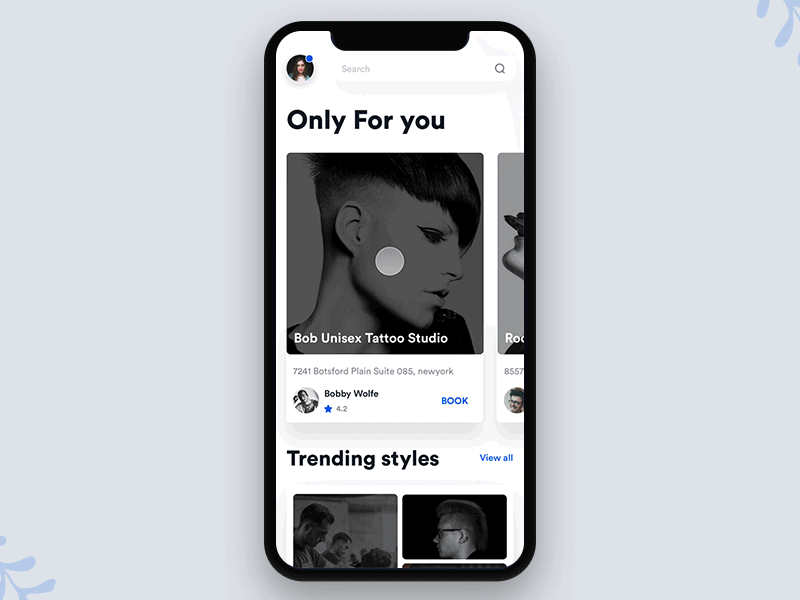 Search
Only For you
Bob Unisex Tattoo Studio
Roc
7241 Botsford Plain Suite 085, newyork
8557
Bobby Wolfe
4.2
BOOK
Trending styles
View all